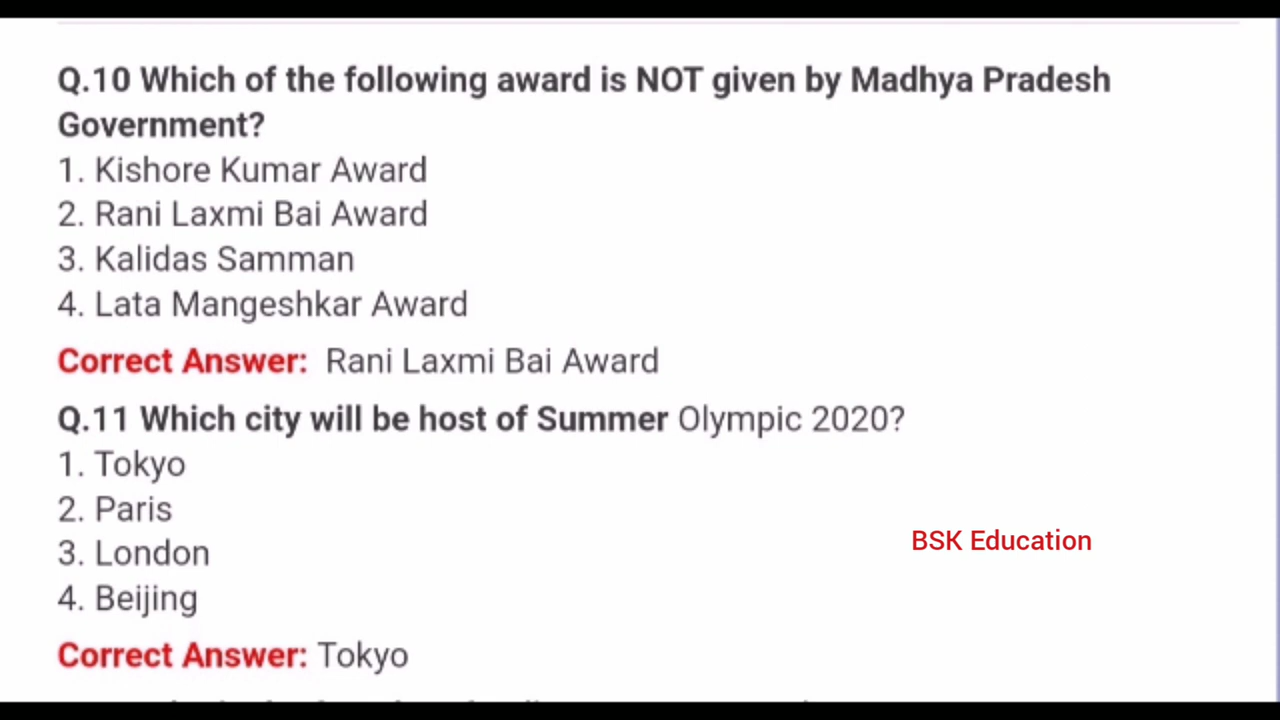 Q.10 Which of the following award is NOT given by Madhya Pradesh
Government?
1. Kishore Kumar Award
2. Rani Laxmi Bai Award
3. Kalidas Samman
4. Lata Mangeshkar Award
Correct Answer: Rani Laxmi Bai Award
Q.11 Which city will be host of Summer Olympic 2020?
1. Tokyo
2. Paris
3. London
BSK Education
4. Beijing
Correct Answer: Tokyo